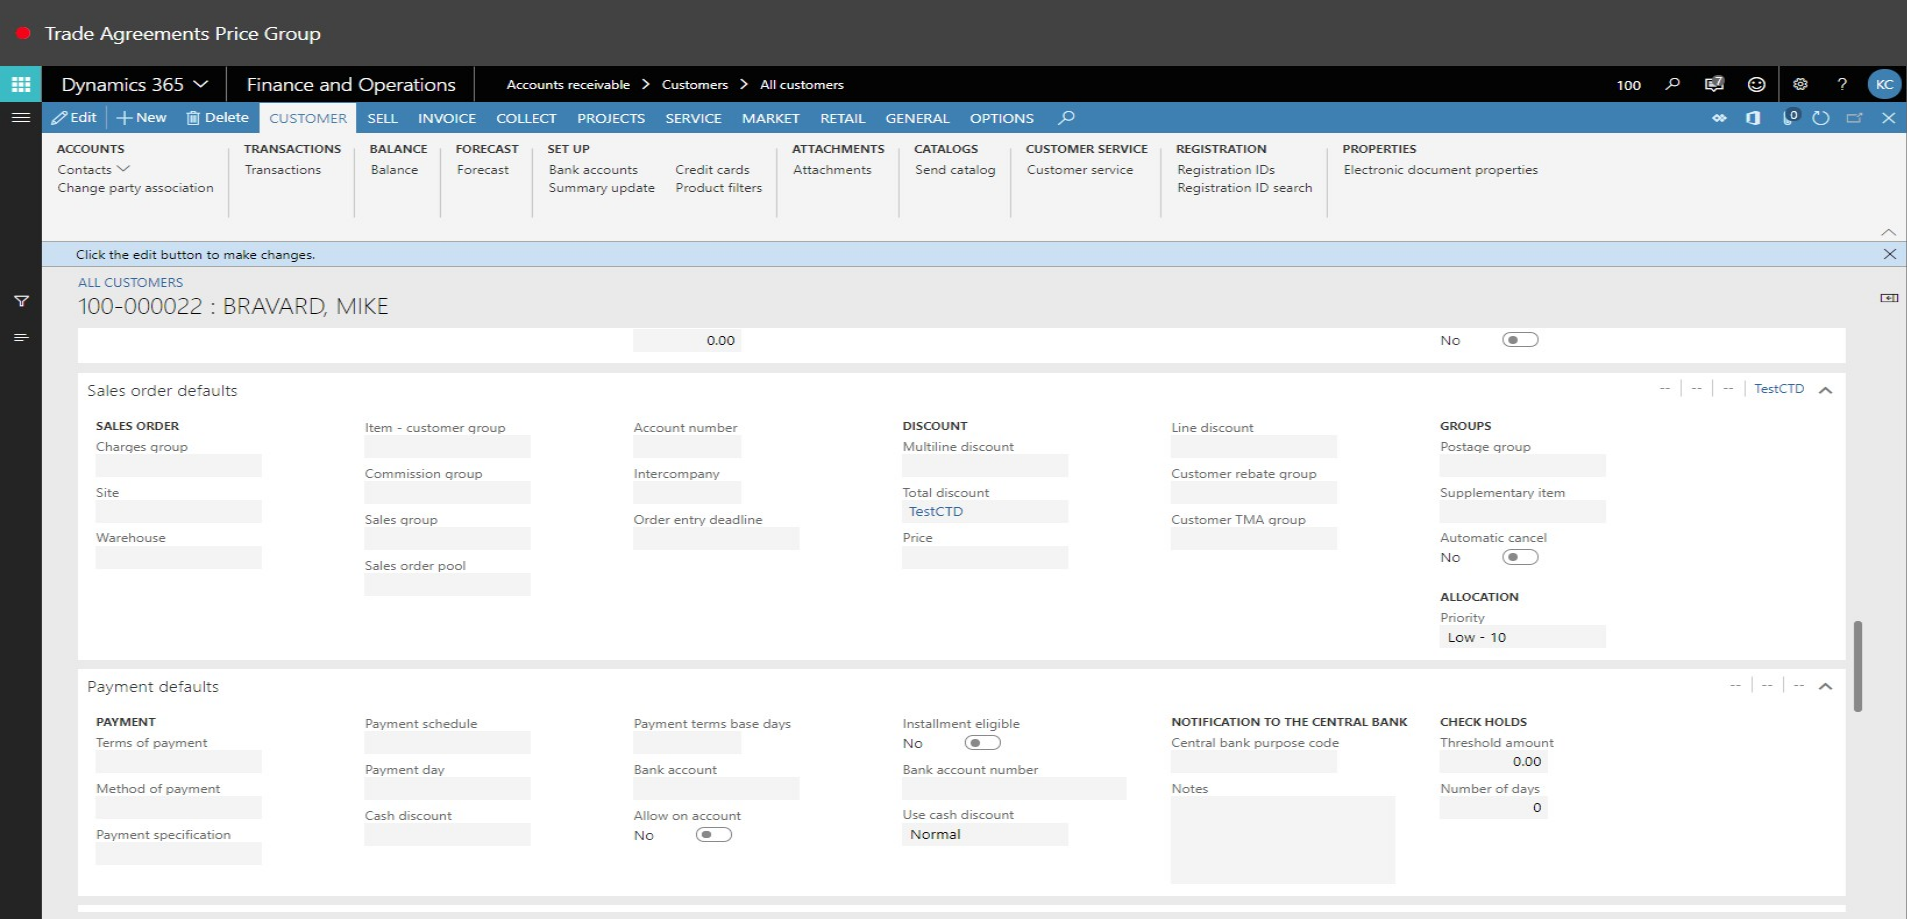 Trade Agreements Price Group
Dynamics 365 Finance and Operations Accounts receivable > Customers > All customers 100 7 ? KC
Edit New Delete CUSTOMER SELL INVOICE COLLECT PROJECTS SERVICE MARKET RETAIL GENERAL OPTIONS 0
ACCOUNTS TRANSACTIONS BALANCE FORECAST SET UP ATTACHMENTS CATALOGS CUSTOMER SERVICE REGISTRATION PROPERTIES
Contacts Transactions Balance Forecast Bank accounts Credit cards Attachments Send catalog Customer service Registration IDs Electronic document properties
Change party association Summary update Product filters Registration ID search
Click the edit button to make changes.
ALL CUSTOMERS
100-000022 : BRAVARD, MIKE
0.00 No
Sales order defaults -- -- -- TestCTD
SALES ORDER
Charges group
Site
Warehouse
Item - customer group
Commission group
Sales group
Sales order pool
Account number
Intercompany
Order entry deadline
DISCOUNT
Multiline discount
Total discount
TestCTD
Price
Line discount
Customer rebate group
Customer TMA group
GROUPS
Postage group
Supplementary item
Automatic cancel
No
ALLOCATION
Priority
Low - 10
Payment defaults -- -- --
PAYMENT
Terms of payment
Method of payment
Payment specification
Payment schedule
Payment day
Cash discount
Payment terms base days
Bank account
Allow on account
No
Installment eligible
No
Bank account number
Use cash discount
Normal
NOTIFICATION TO THE CENTRAL BANK
Central bank purpose code
Notes
CHECK HOLDS
Threshold amount
0.00
Number of days
0